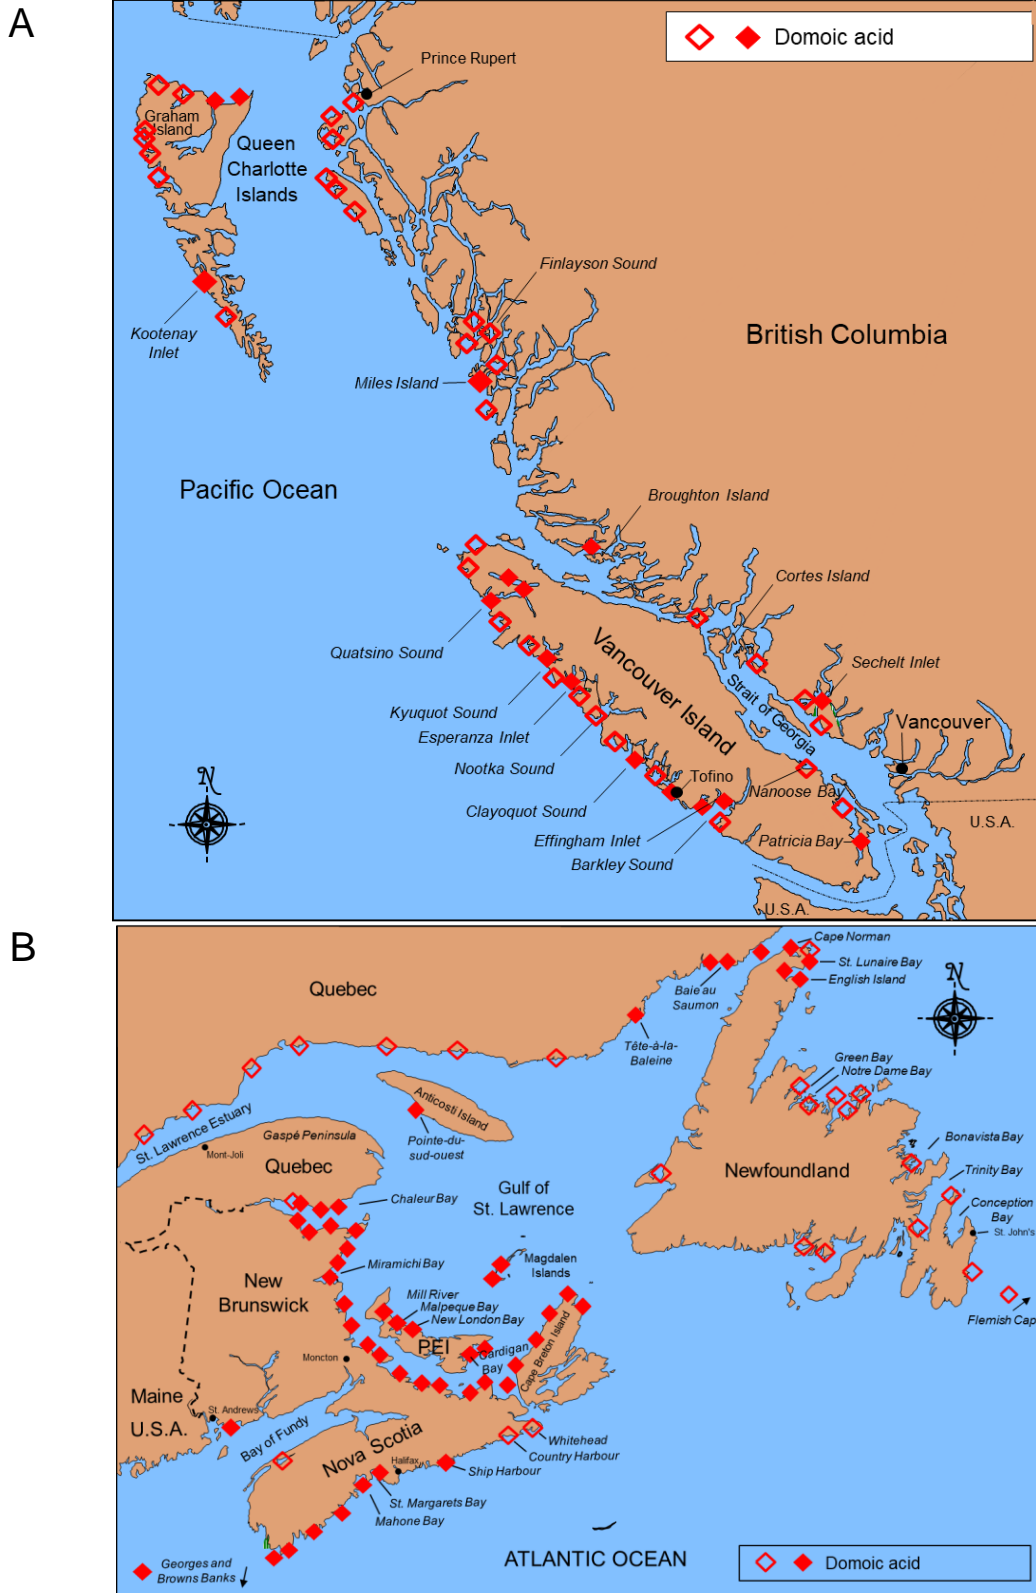 A
Domoic acid
Prince Rupert
Graham
Island
Queen
Charlotte
Islands
Finlayson Sound
Kootenay
Inlet
British Columbia
Miles Island
Pacific Ocean
Broughton Island
Cortes Island
Quatsino Sound
Vancouver Island
Sechelt Inlet
Strait of Georgia
Kyuquot Sound
Vancouver
Esperanza Inlet
Nootka Sound
N
Tofino
Nanoose Bay
Clayoquot Sound
U.S.A.
Effingham Inlet
Patricia Bay
Barkley Sound
U.S.A.
B
Cape Norman
St. Lunaire Bay
English Island
N
Quebec
Baie au
Saumon
Tête-à-la-
Baleine
Green Bay
Notre Dame Bay
Anticosti Island
St. Lawrence Estuary
Gaspé Peninsula
Pointe-du-
sud-ouest
Mont-Joli
Quebec
Bonavista Bay
Newfoundland
Trinity Bay
Chaleur Bay
Gulf of
St. Lawrence
Conception
Bay
St. John's
Magdalen
Islands
Miramichi Bay
New
Brunswick
Mill River
Malpeque Bay
New London Bay
Flemish Cap
PEI
Cardigan
Bay
Cape Breton Island
Moncton
Maine
U.S.A.
St. Andrews
Bay of Fundy
Nova Scotia
Whitehead
Country Harbour
Halifax
Ship Harbour
St. Margarets Bay
Mahone Bay
Georges and
Browns Banks
ATLANTIC OCEAN
Domoic acid